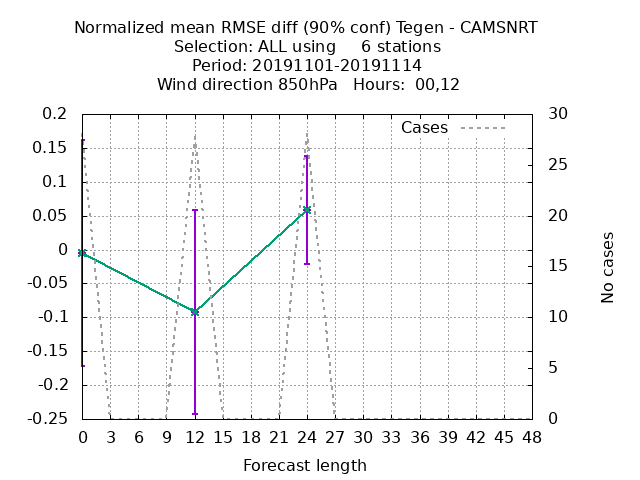 Normalized mean RMSE diff (90% conf) Tegen - CAMSNRT
Selection: ALL using     6 stations
Period: 20191101-20191114
Wind direction 850hPa   Hours:  00,12
0.2
0.15
0.1
0.05
0
-0.05
-0.1
-0.15
-0.2
-0.25
Cases
30
25
20
15
10
5
0
No cases
0 3 6 9 12 15 18 21 24 27 30 33 36 39 42 45 48
Forecast length